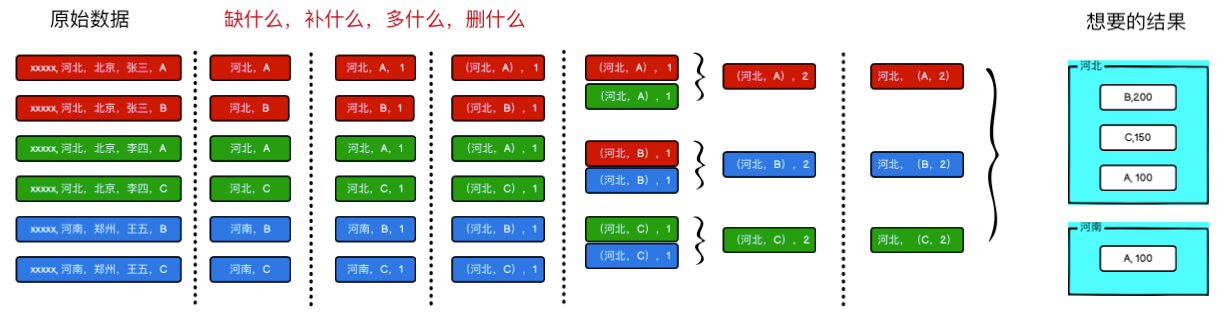 原始数据
缺什么，补什么，多什么，删什么
想要的结果
xxxxx, 河北，北京，张三，A
xxxxx, 河北，北京，张三，B
xxxxx, 河北，北京，李四，A
xxxxx, 河北，北京，李四，C
xxxxx, 河南，郑州，王五，B
xxxxx, 河南，郑州，王五，C
河北，A
河北，B
河北，A
河北，C
河南，B
河南，C
河北，A，1
河北，B, 1
河北，A, 1
河北，C, 1
河南，B, 1
河南，C, 1
（河北，A），1
（河北，B），1
（河北，A），1
（河北，C），1
（河北，B），1
（河北，C），1
（河北，A），1
（河北，A），1
（河北，B），1
（河北，B），1
（河北，C），1
（河北，C），1
（河北，A），2
（河北，B），2
（河北，C），2
河北，（A, 2）
河北，（B, 2）
河北，（C, 2）
河北
B,200
C,150
A, 100
河南
A, 100